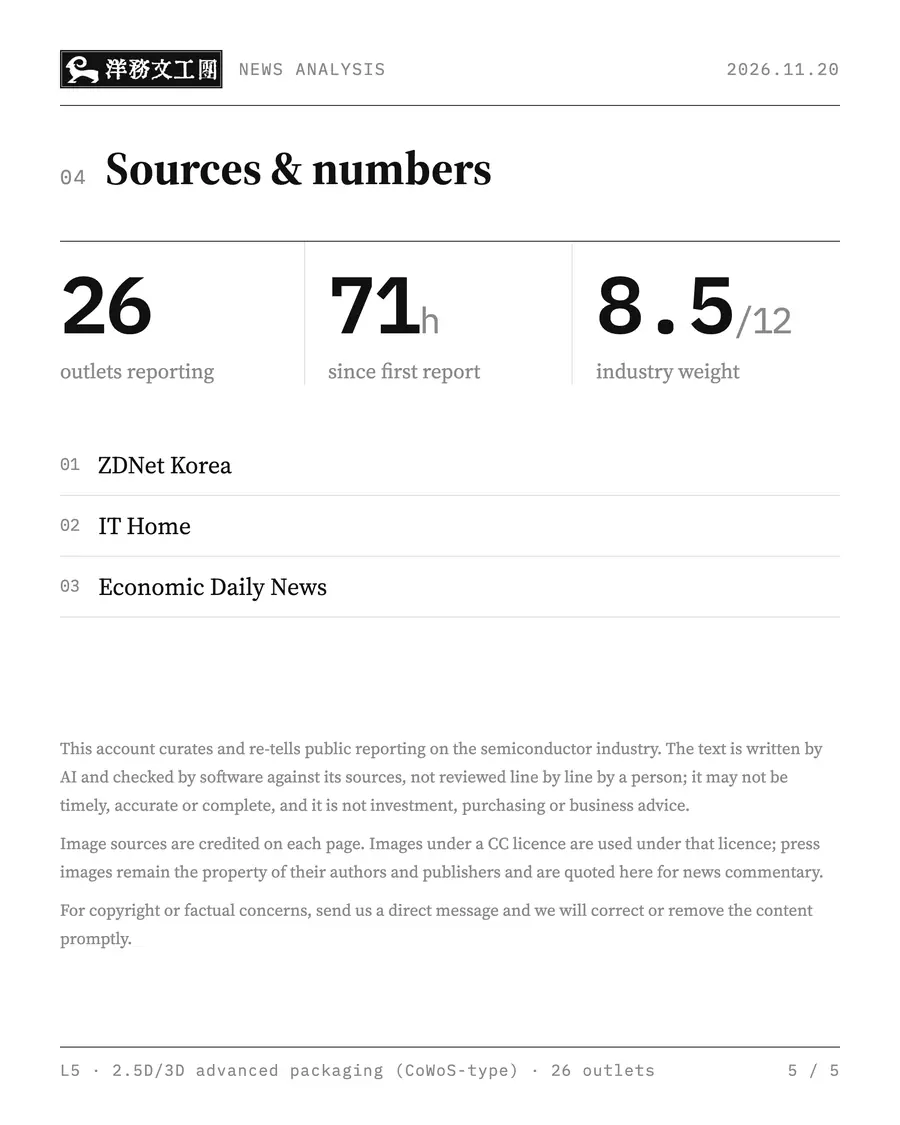 洋務文工團 NEWS ANALYSIS 2026.11.20
04 Sources & numbers
26 71h 8.5/12
outlets reporting since first report industry weight
01 ZDNet Korea
02 IT Home
03 Economic Daily News
This account curates and re-tells public reporting on the semiconductor industry. The text is written by
AI and checked by software against its sources, not reviewed line by line by a person; it may not be
timely, accurate or complete, and it is not investment, purchasing or business advice.
Image sources are credited on each page. Images under a CC licence are used under that licence; press
images remain the property of their authors and publishers and are quoted here for news commentary.
For copyright or factual concerns, send us a direct message and we will correct or remove the content
promptly.
L5 · 2.5D/3D advanced packaging (CoWoS-type) · 26 outlets 5 / 5